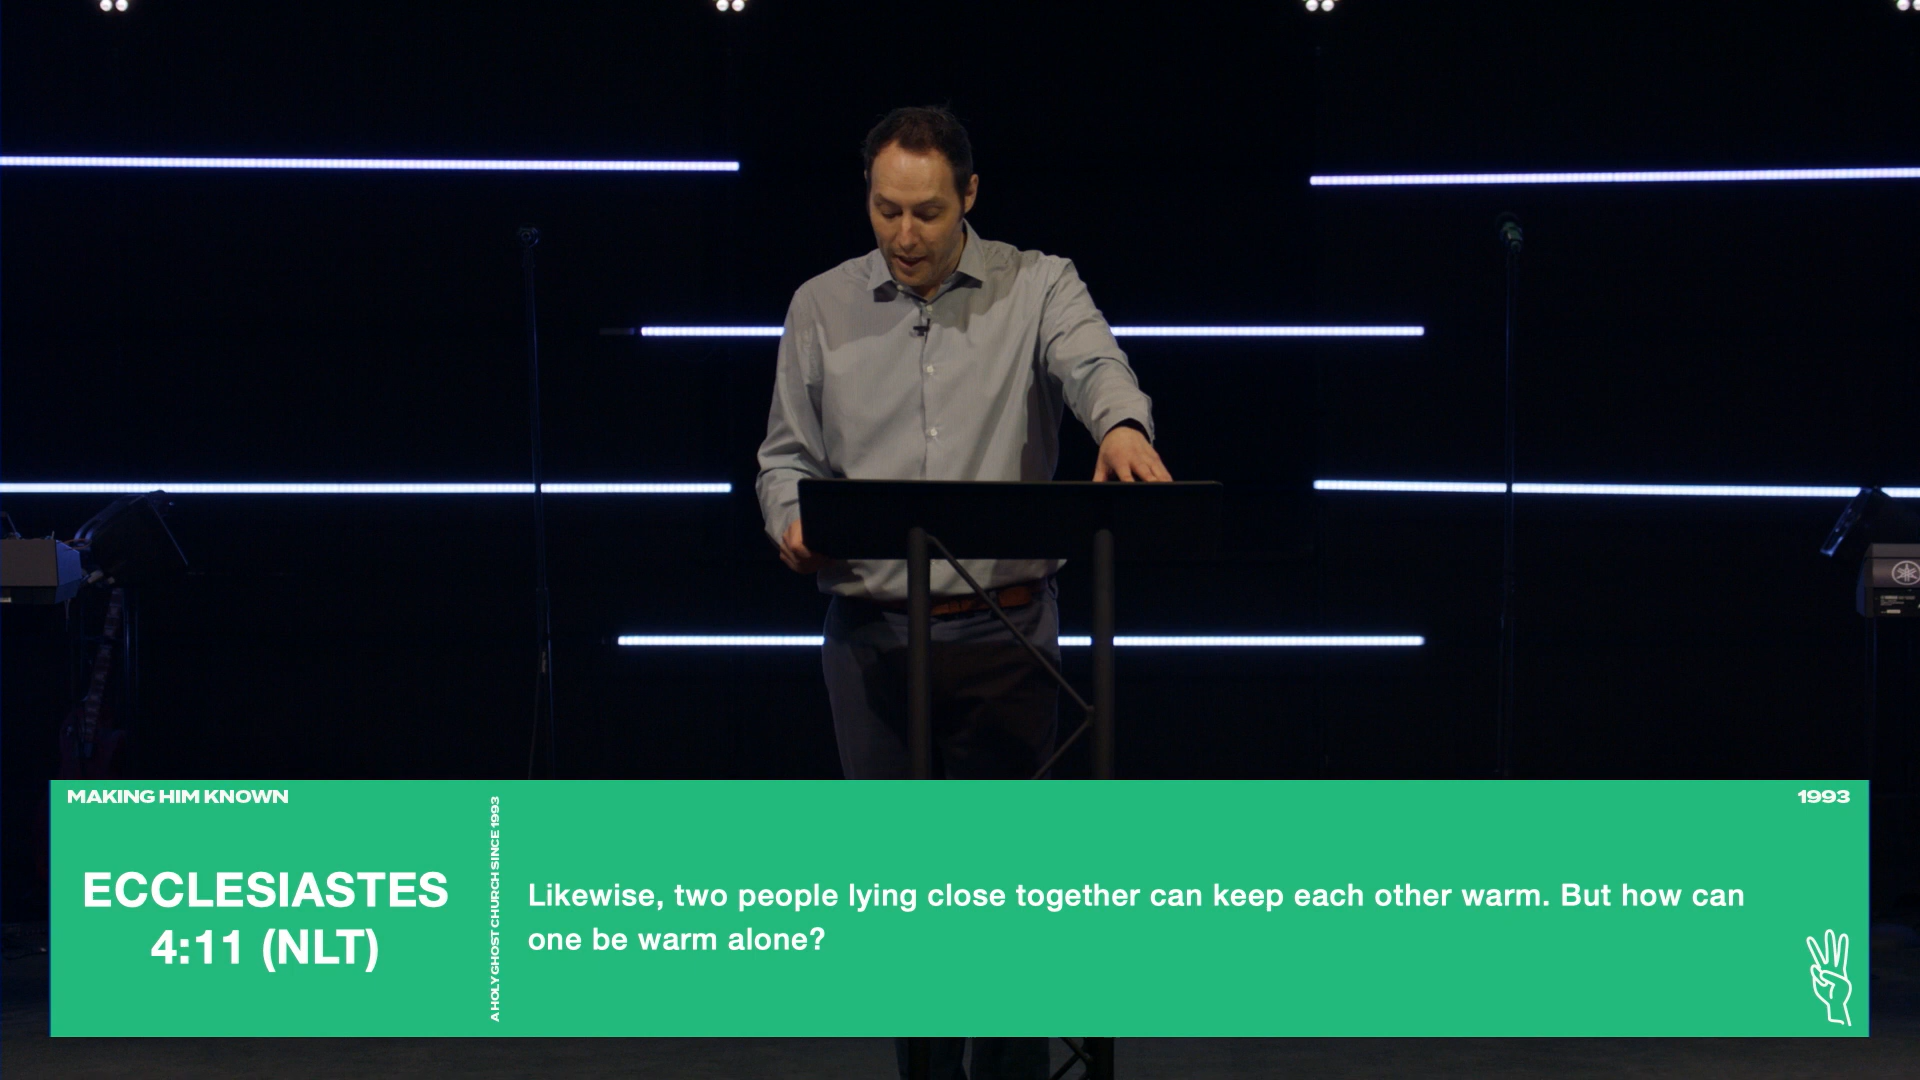 MAKING HIM KNOWN
1993
ECCLESIASTES
4:11 (NLT)
A HOLY GHOST CHURCH SINCE 1993
Likewise, two people lying close together can keep each other warm. But how can
one be warm alone?